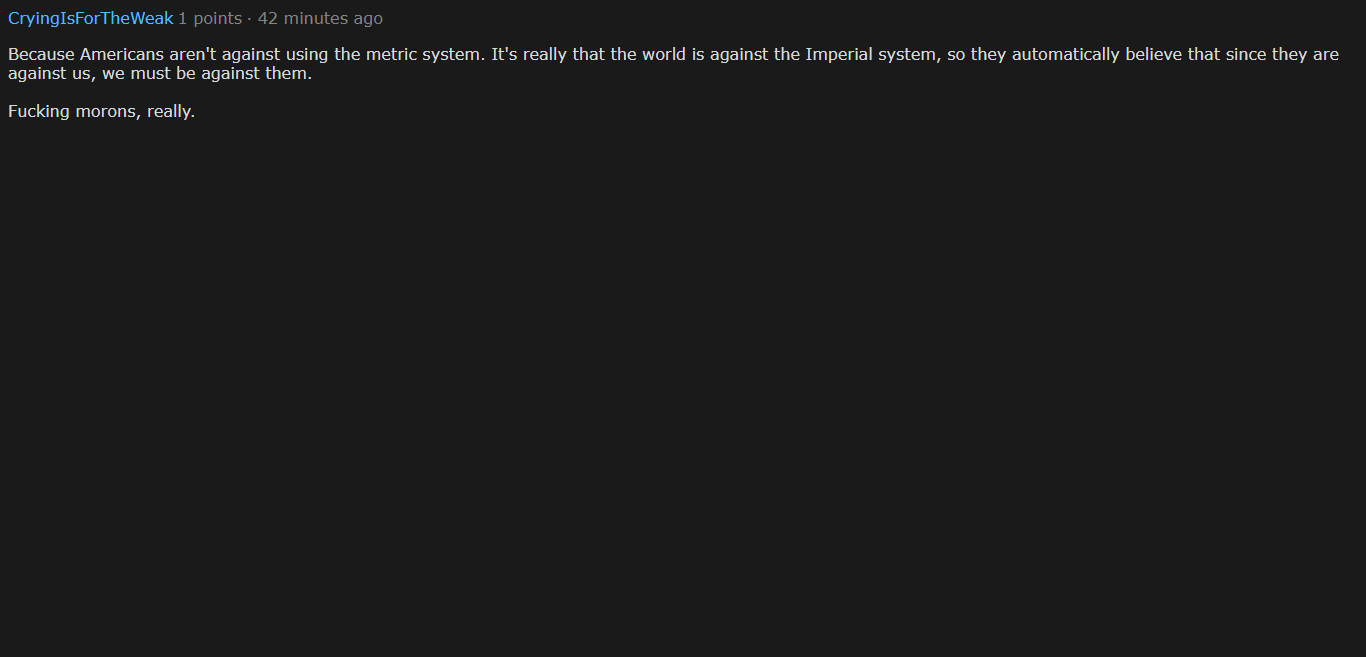 CryingIsForTheWeak 1 points · 42 minutes ago
Because Americans aren't against using the metric system. It's really that the world is against the Imperial system, so they automatically believe that since they are
against us, we must be against them.
Fucking morons, really.